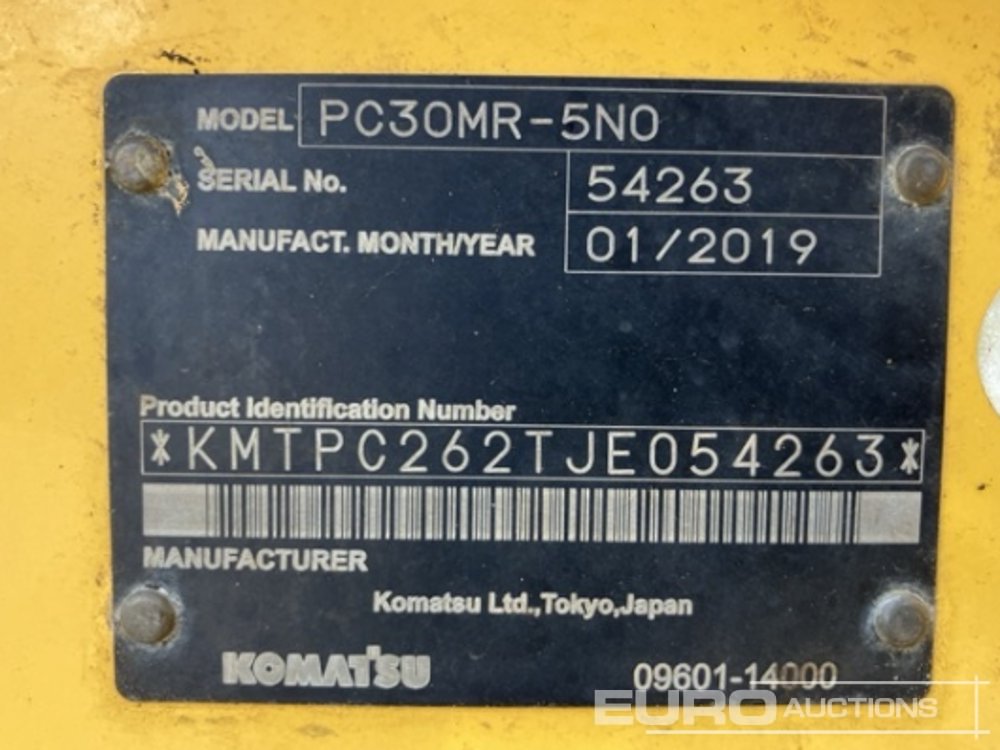 MODEL PC30MR-5N0
SERIAL No. 54263
MANUFACT. MONTH/YEAR 01/2019
Product Identification Number
*KMTPC262TJE054263*
MANUFACTURER
Komatsu Ltd.,Tokyo,Japan
KOMATSU 09601-14000
EURO AUCTIONS